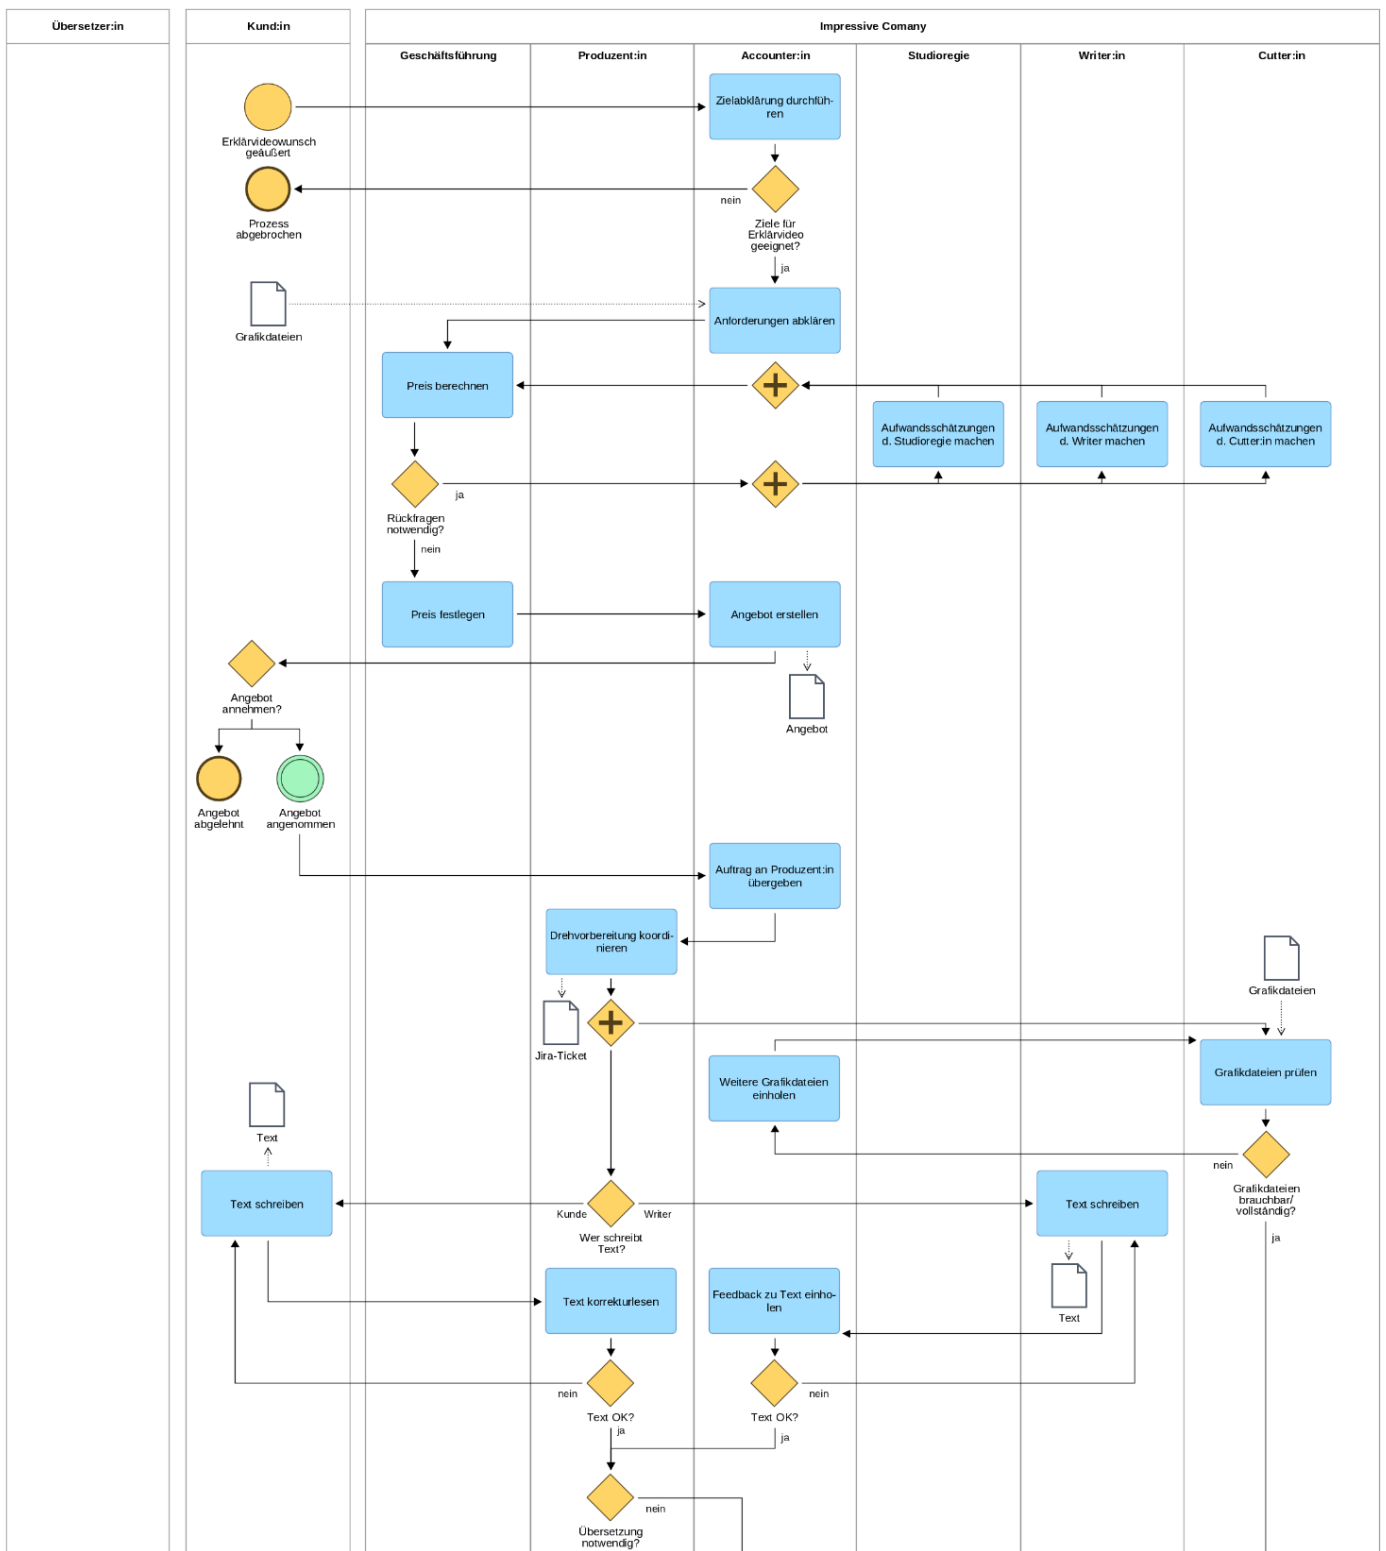 Übersetzer:in
Kund:in
Impressive Comany
Geschäftsführung
Produzent:in
Accounter:in
Studioregie
Writer:in
Cutter:in
Zielabklärung durchfüh-
ren
Erklärvideowunsch
geäußert
nein
Prozess
abgebrochen
Ziele für
Erklärvideo
geeignet?
ja
Grafikdateien
Anforderungen abklären
Preis berechnen
Aufwandsschätzungen
d. Studioregie machen
Aufwandsschätzungen
d. Writer machen
Aufwandsschätzungen
d. Cutter:in machen
ja
Rückfragen
notwendig?
nein
Preis festlegen
Angebot erstellen
Angebot
annehmen?
Angebot
Angebot
abgelehnt
Angebot
angenommen
Auftrag an Produzent:in
übergeben
Drehvorbereitung koordi-
nieren
Grafikdateien
Jira-Ticket
Weitere Grafikdateien
einholen
Grafikdateien prüfen
Text
nein
Grafikdateien
brauchbar/
vollständig?
ja
Text schreiben
Kunde
Writer
Wer schreibt
Text?
Text schreiben
Text korrekturlesen
Feedback zu Text einho-
len
Text
nein
Text OK?
ja
nein
Text OK?
ja
nein
Übersetzung
notwendig?